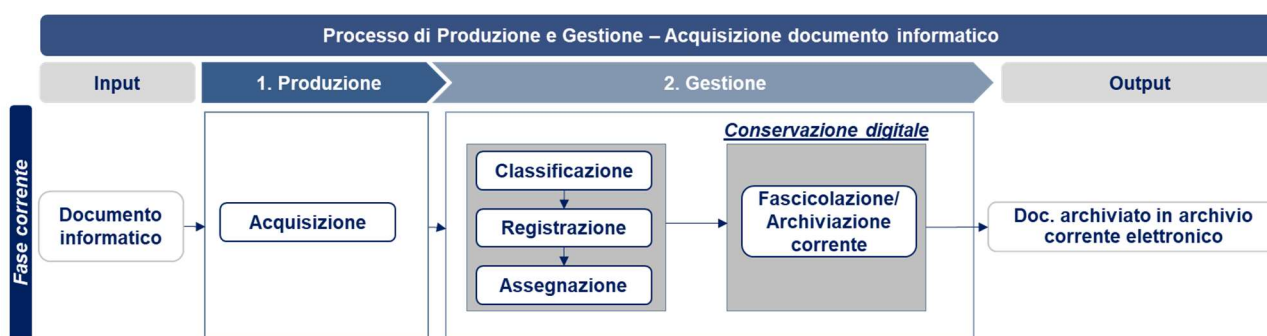 Processo di Produzione e Gestione – Acquisizione documento informatico
Input
1. Produzione
2. Gestione
Output
Fase corrente
Documento
informatico
Acquisizione
Classificazione
Registrazione
Assegnazione
Conservazione digitale
Fascicolazione/
Archiviazione
corrente
Doc. archiviato in archivio
corrente elettronico